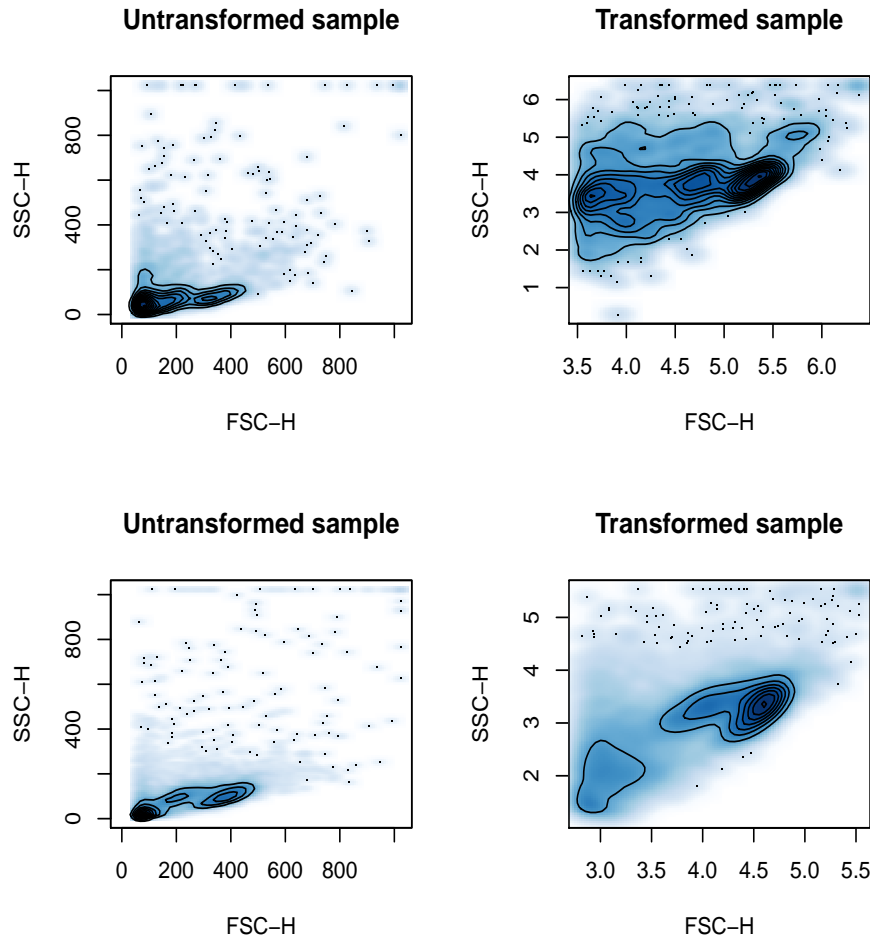 Untransformed sample
SSC−H
0 400 800
0 200 400 600 800
FSC−H
Transformed sample
SSC−H
1 2 3 4 5 6
3.5 4.0 4.5 5.0 5.5 6.0
FSC−H
Untransformed sample
SSC−H
0 400 800
0 200 400 600 800
FSC−H
Transformed sample
SSC−H
2 3 4 5
3.0 3.5 4.0 4.5 5.0 5.5
FSC−H